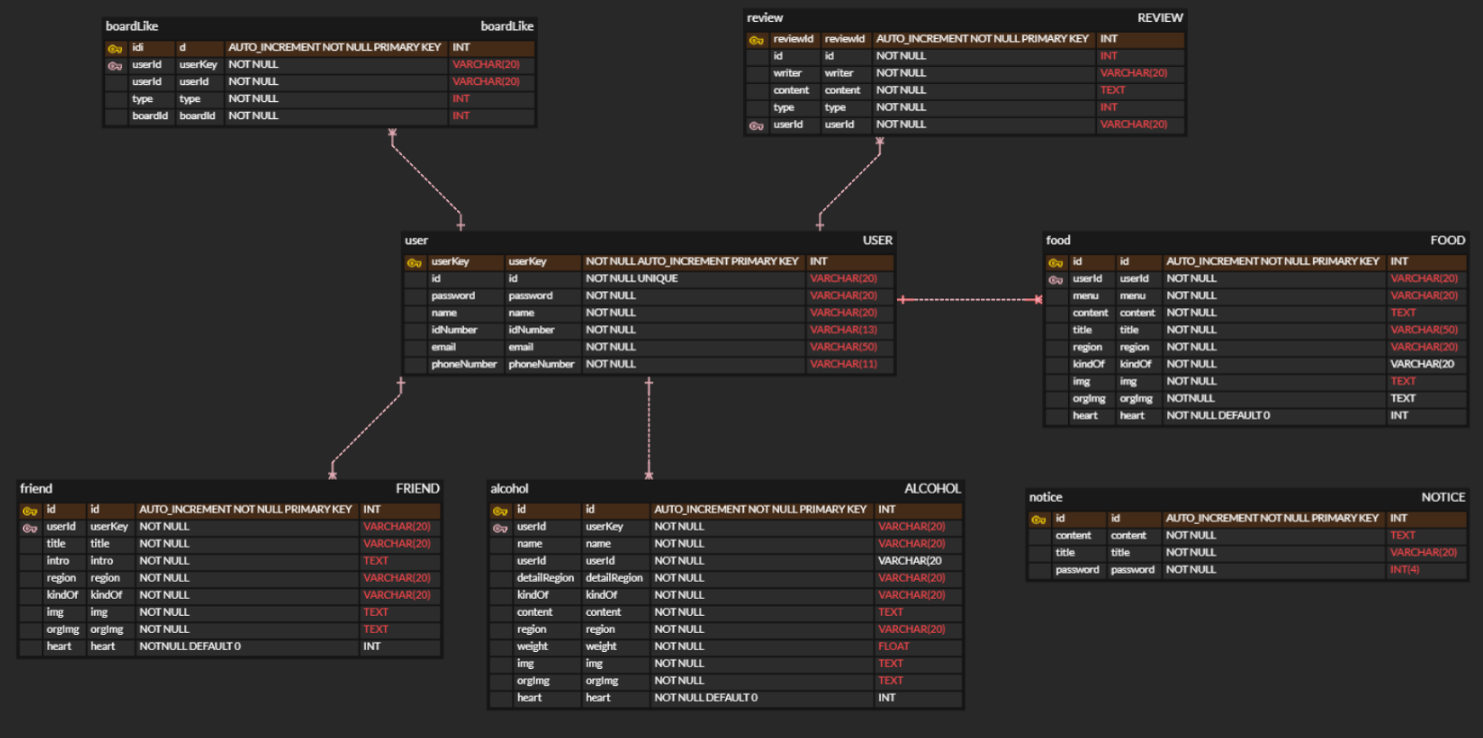 boardLike boardLike
idi d AUTO_INCREMENT NOT NULL PRIMARY KEY INT
userId userKey NOT NULL VARCHAR(20)
userId userId NOT NULL VARCHAR(20)
type type NOT NULL INT
boardId boardId NOT NULL INT
review REVIEW
reviewId reviewId AUTO_INCREMENT NOT NULL PRIMARY KEY INT
id id NOT NULL INT
writer writer NOT NULL VARCHAR(20)
content content NOT NULL TEXT
type type NOT NULL INT
userId userId NOT NULL VARCHAR(20)
user USER
userKey userKey NOT NULL AUTO_INCREMENT PRIMARY KEY INT
id id NOT NULL UNIQUE VARCHAR(20)
password password NOT NULL VARCHAR(20)
name name NOT NULL VARCHAR(20)
idNumber idNumber NOT NULL VARCHAR(13)
email email NOT NULL VARCHAR(50)
phoneNumber phoneNumber NOT NULL VARCHAR(11)
food FOOD
id id AUTO_INCREMENT NOT NULL PRIMARY KEY INT
userId userId NOT NULL VARCHAR(20)
menu menu NOT NULL VARCHAR(20)
content content NOT NULL TEXT
title title NOT NULL VARCHAR(50)
region region NOT NULL VARCHAR(20)
kindOf kindOf NOT NULL VARCHAR(20
img img NOT NULL TEXT
orgImg orgImg NOTNULL TEXT
heart heart NOT NULL DEFAULT 0 INT
friend FRIEND
id id AUTO_INCREMENT NOT NULL PRIMARY KEY INT
userId userKey NOT NULL VARCHAR(20)
title title NOT NULL VARCHAR(20)
intro intro NOT NULL TEXT
region region NOT NULL VARCHAR(20)
kindOf kindOf NOT NULL VARCHAR(20)
img img NOT NULL TEXT
orgImg orgImg NOT NULL TEXT
heart heart NOTNULL DEFAULT 0 INT
alcohol ALCOHOL
id id AUTO_INCREMENT NOT NULL PRIMARY KEY INT
userId userKey NOT NULL VARCHAR(20)
name name NOT NULL VARCHAR(20)
userId userId NOT NULL VARCHAR(20
detailRegion detailRegion NOT NULL VARCHAR(20)
kindOf kindOf NOT NULL VARCHAR(20)
content content NOT NULL TEXT
region region NOT NULL VARCHAR(20)
weight weight NOT NULL FLOAT
img img NOT NULL TEXT
orgImg orgImg NOT NULL TEXT
heart heart NOT NULL DEFAULT 0 INT
notice NOTICE
id id AUTO_INCREMENT NOT NULL PRIMARY KEY INT
content content NOT NULL TEXT
title title NOT NULL VARCHAR(20)
password password NOT NULL INT(4)